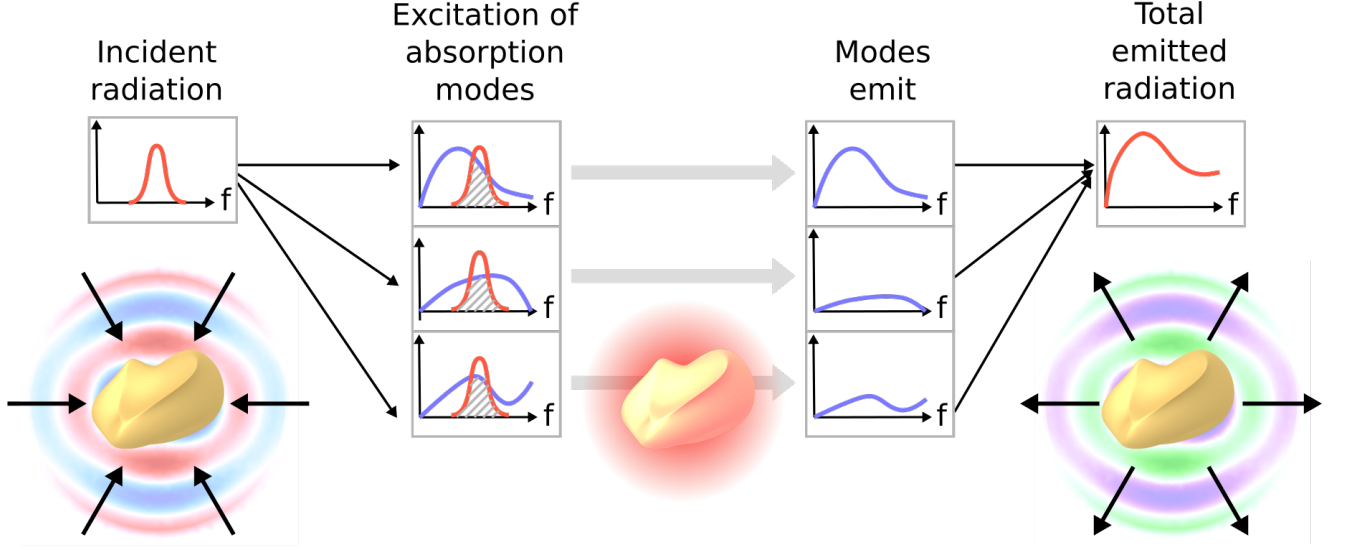 Incident
radiation
Excitation of
absorption
modes
Modes
emit
Total
emitted
radiation
f
f
f
f
f
f
f
f